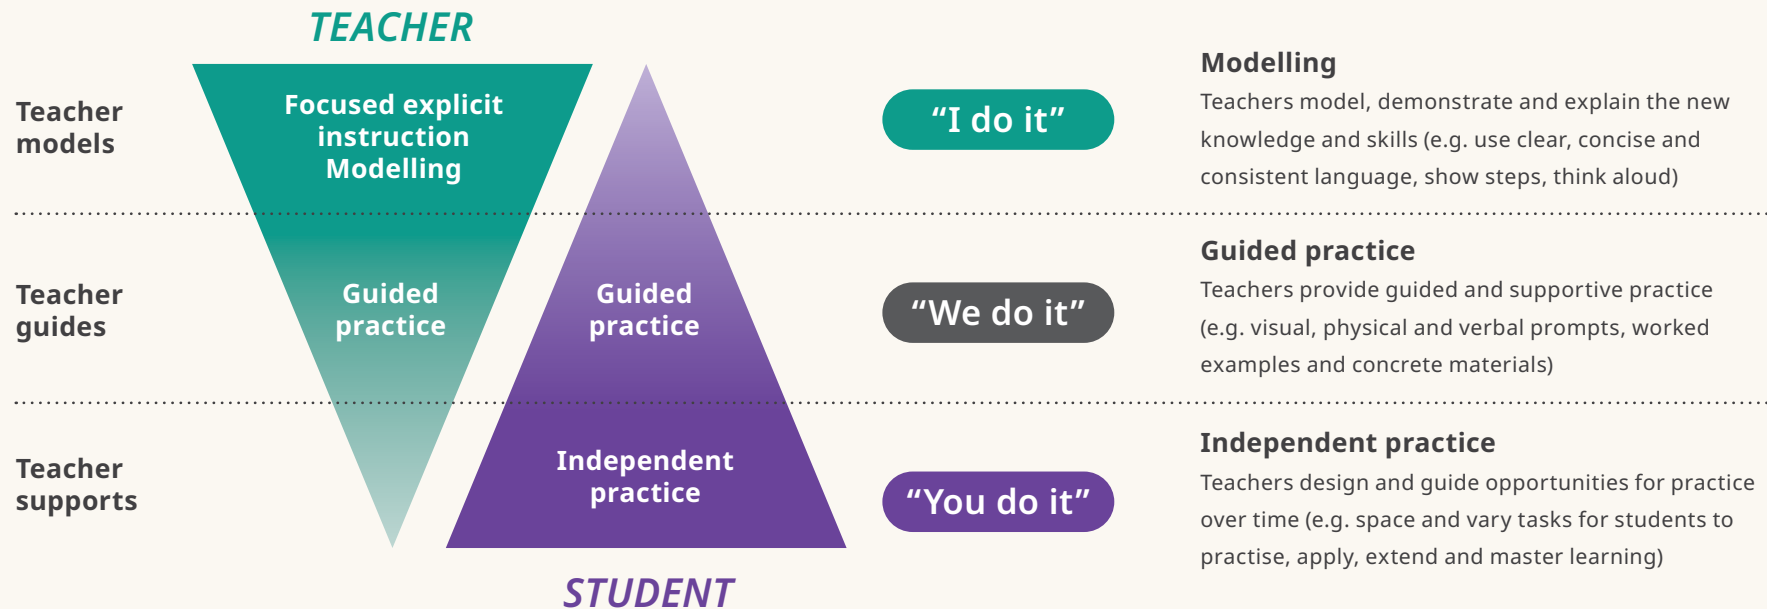 TEACHER
Teacher
models
Focused explicit
instruction
Modelling
“I do it”
Modelling
Teachers model, demonstrate and explain the new
knowledge and skills (e.g. use clear, concise and
consistent language, show steps, think aloud)
Teacher
guides
Guided
practice
Guided
practice
“We do it”
Guided practice
Teachers provide guided and supportive practice
(e.g. visual, physical and verbal prompts, worked
examples and concrete materials)
Teacher
supports
Independent
practice
“You do it”
Independent practice
Teachers design and guide opportunities for practice
over time (e.g. space and vary tasks for students to
practise, apply, extend and master learning)
STUDENT